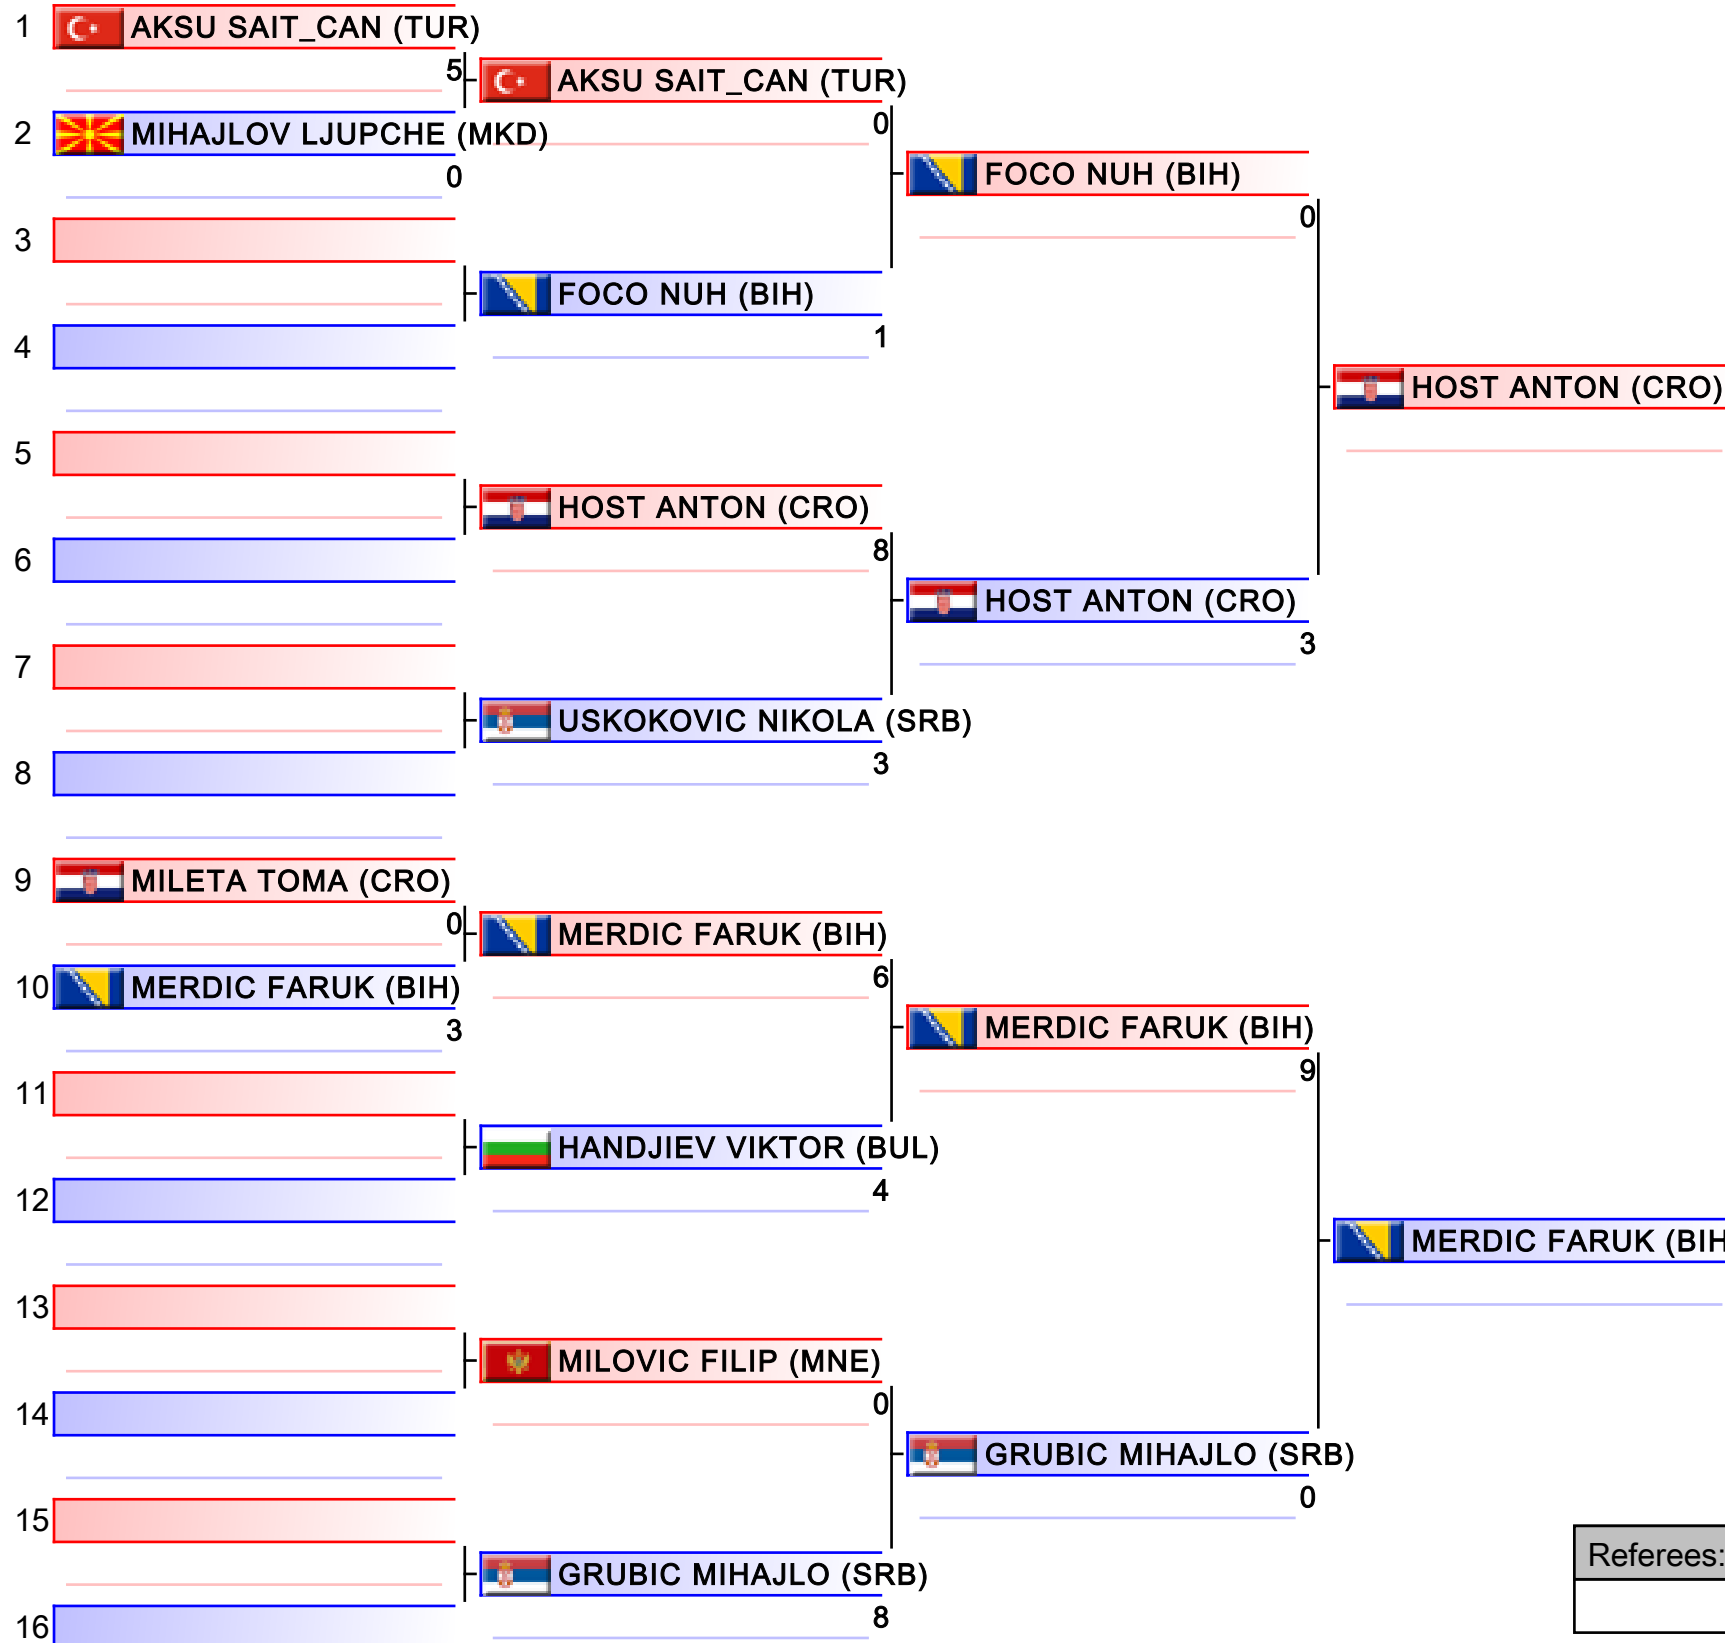 1 AKSU SAIT_CAN (TUR)
5
2 MIHAJLOV LJUPCHE (MKD)
0
3
4
5
6
7
8
9 MILETA TOMA (CRO)
0
10 MERDIC FARUK (BIH)
3
11
12
13
14
15
16
AKSU SAIT_CAN (TUR)
0
FOCO NUH (BIH)
1
HOST ANTON (CRO)
8
USKOKOVIC NIKOLA (SRB)
3
MERDIC FARUK (BIH)
6
HANDJIEV VIKTOR (BUL)
4
MILOVIC FILIP (MNE)
0
GRUBIC MIHAJLO (SRB)
8
FOCO NUH (BIH)
0
HOST ANTON (CRO)
3
MERDIC FARUK (BIH)
9
GRUBIC MIHAJLO (SRB)
0
HOST ANTON (CRO)
MERDIC FARUK (BIH
Referees: